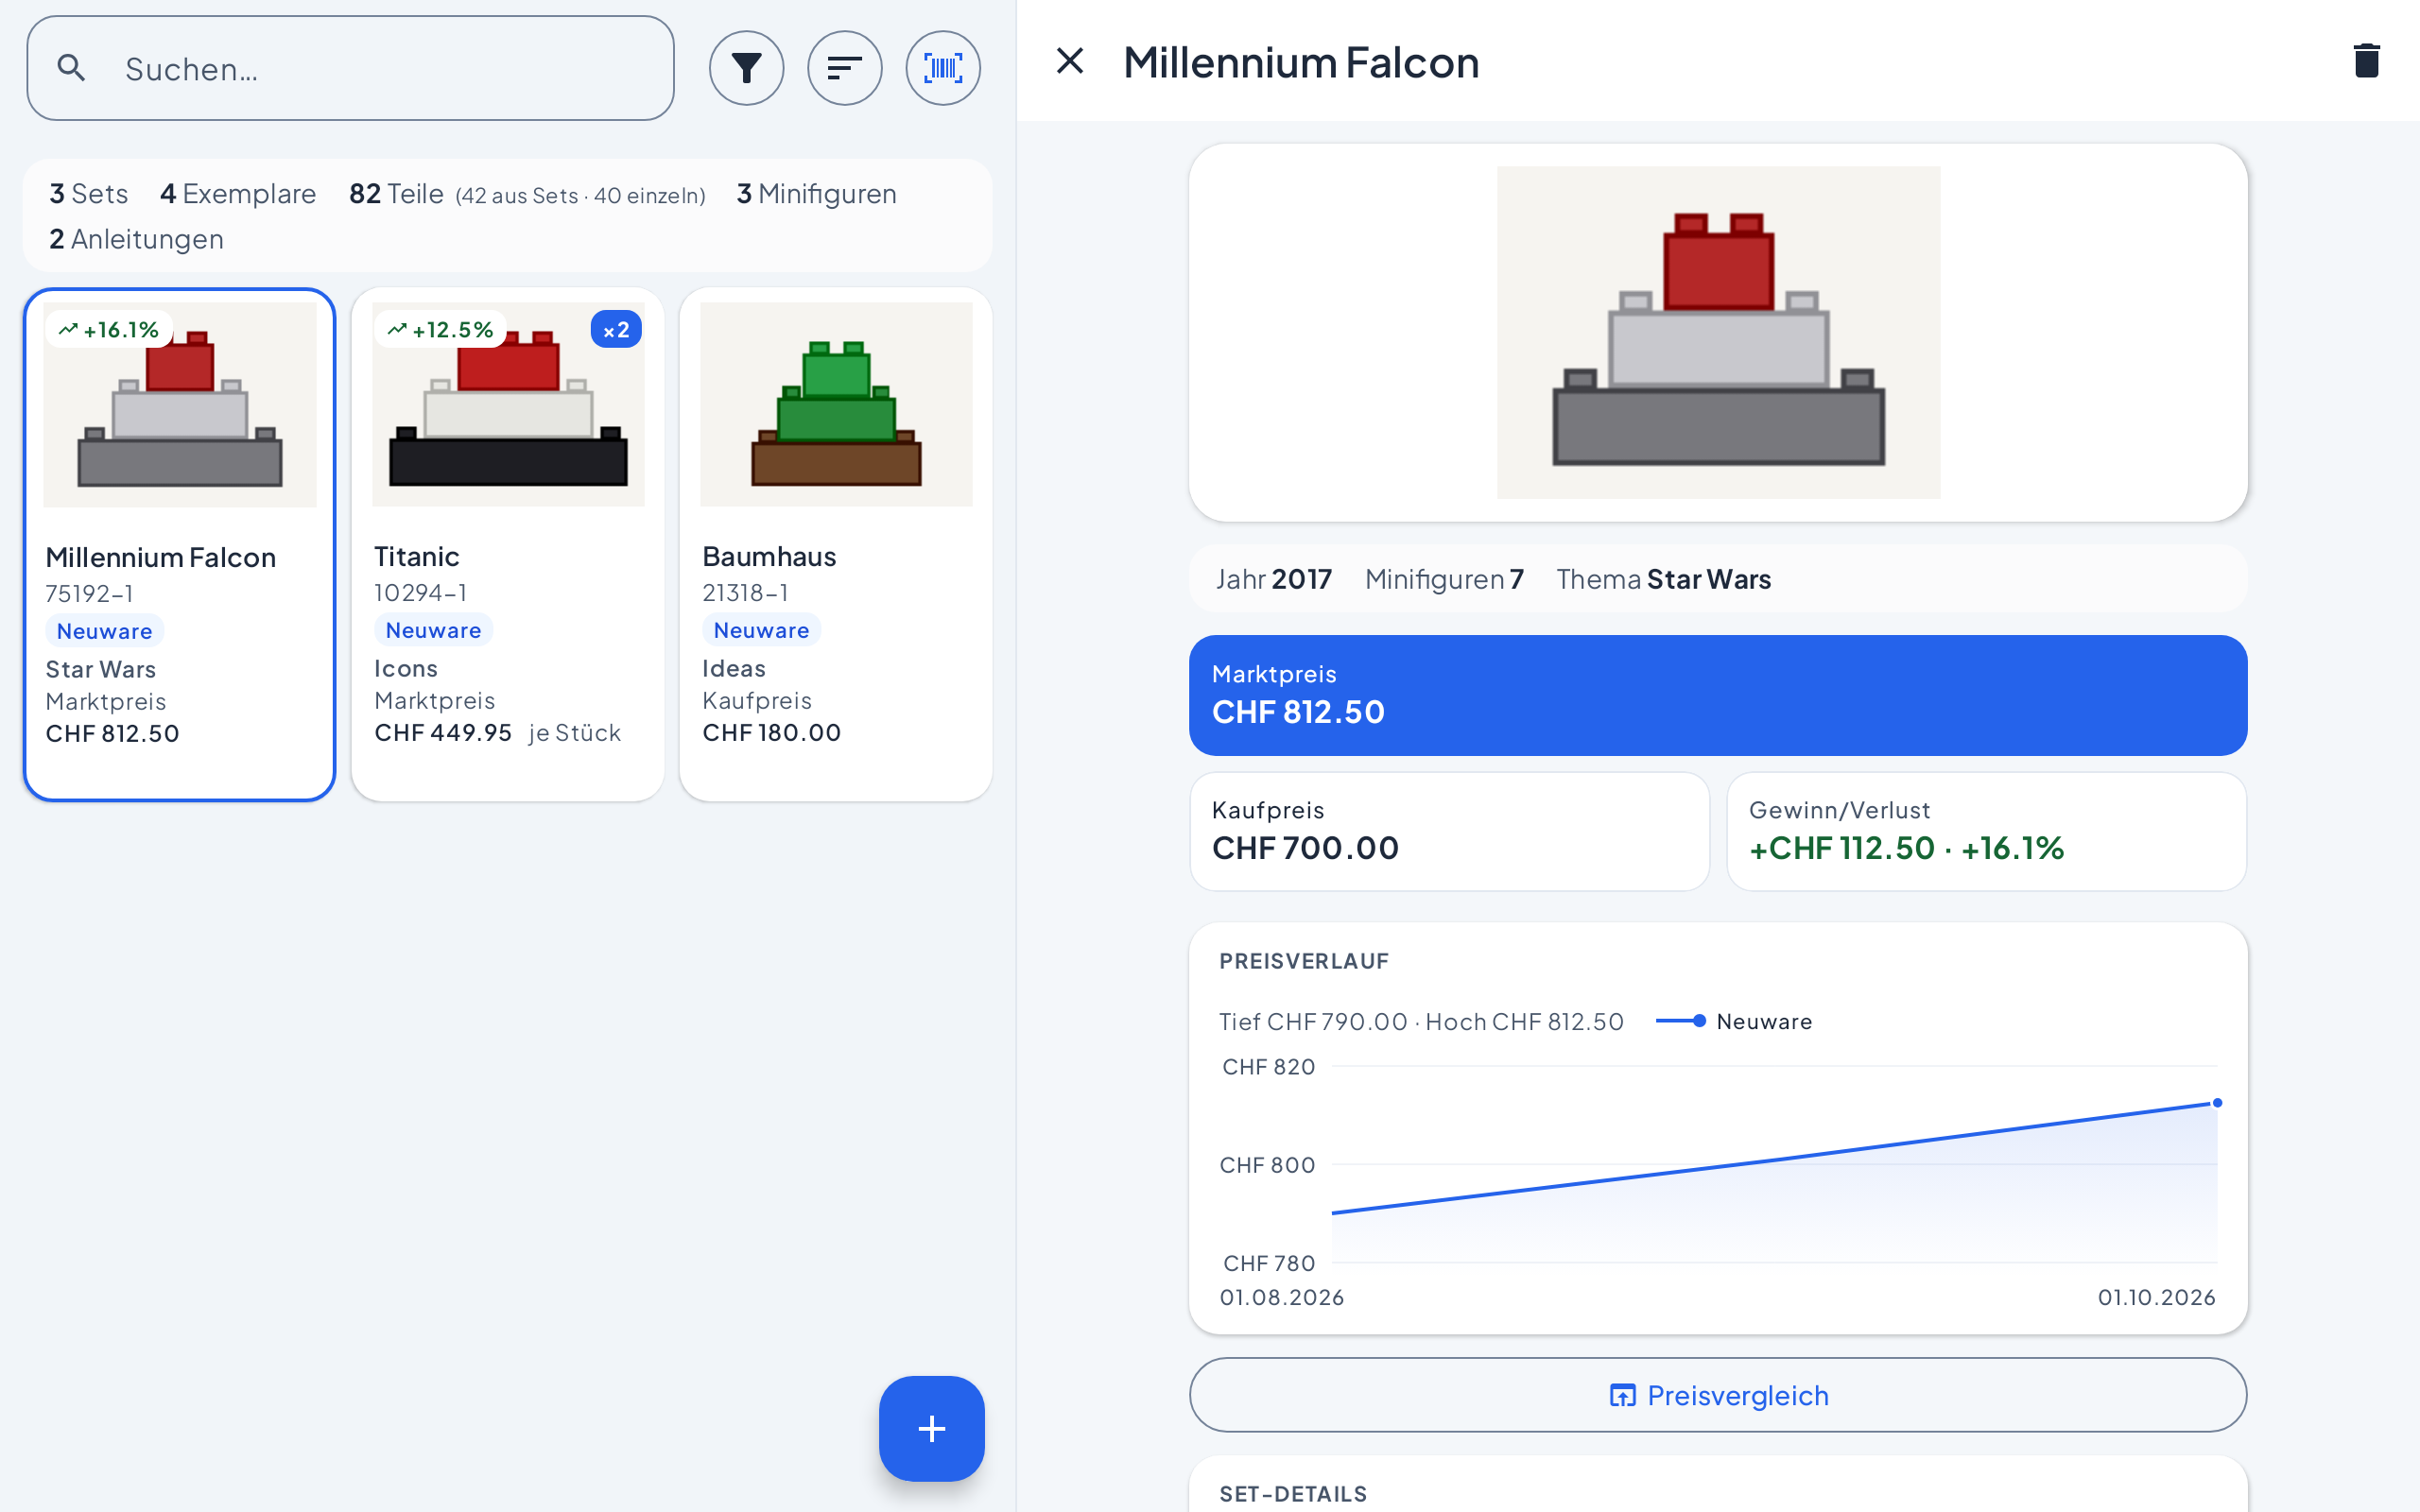 Suchen...
3 Sets 4 Exemplare 82 Teile (42 aus Sets · 40 einzeln) 3 Minifiguren
2 Anleitungen
+16.1%
Millennium Falcon
75192-1
Neuware
Star Wars
Marktpreis
CHF 812.50
+12.5%
×2
Titanic
10294-1
Neuware
Icons
Marktpreis
CHF 449.95 je Stück
Baumhaus
21318-1
Neuware
Ideas
Kaufpreis
CHF 180.00
+
Millennium Falcon
Jahr 2017 Minifiguren 7 Thema Star Wars
Marktpreis
CHF 812.50
Kaufpreis
CHF 700.00
Gewinn/Verlust
+CHF 112.50 · +16.1%
PREISVERLAUF
Tief CHF 790.00 · Hoch CHF 812.50 Neuware
CHF 820
CHF 800
CHF 780
01.08.2026 01.10.2026
Preisvergleich
SET-DETAILS